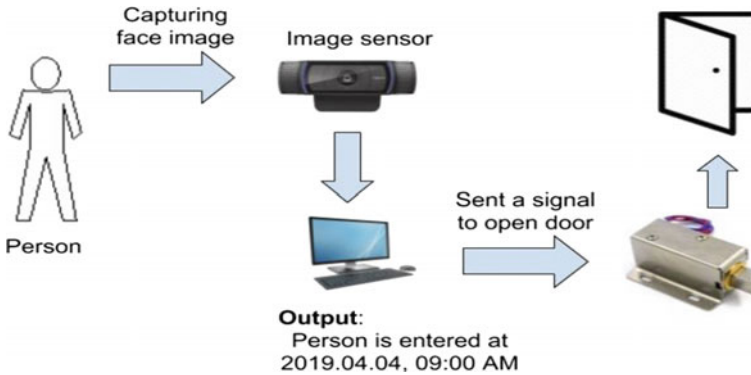 Capturing
face image
Image sensor
Person
Sent a signal
to open door
Output:
Person is entered at
2019.04.04, 09:00 AM